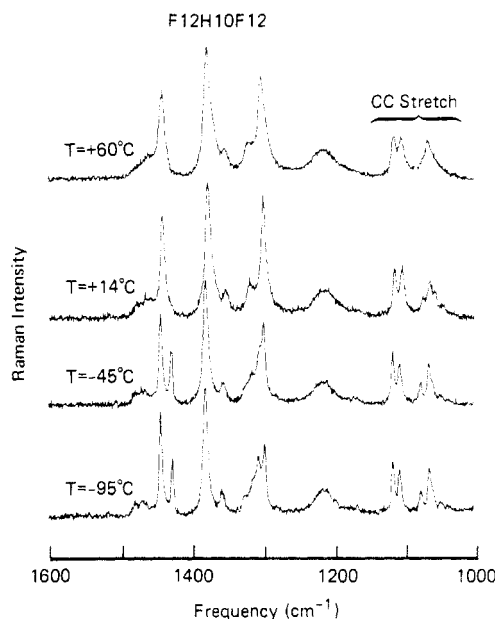 F12H10F12
CC Stretch
T=+60°C
T=+14°C
T=-45°C
T=-95°C
Raman Intensity
1600
1400
1200
1000
Frequency (cm⁻¹)